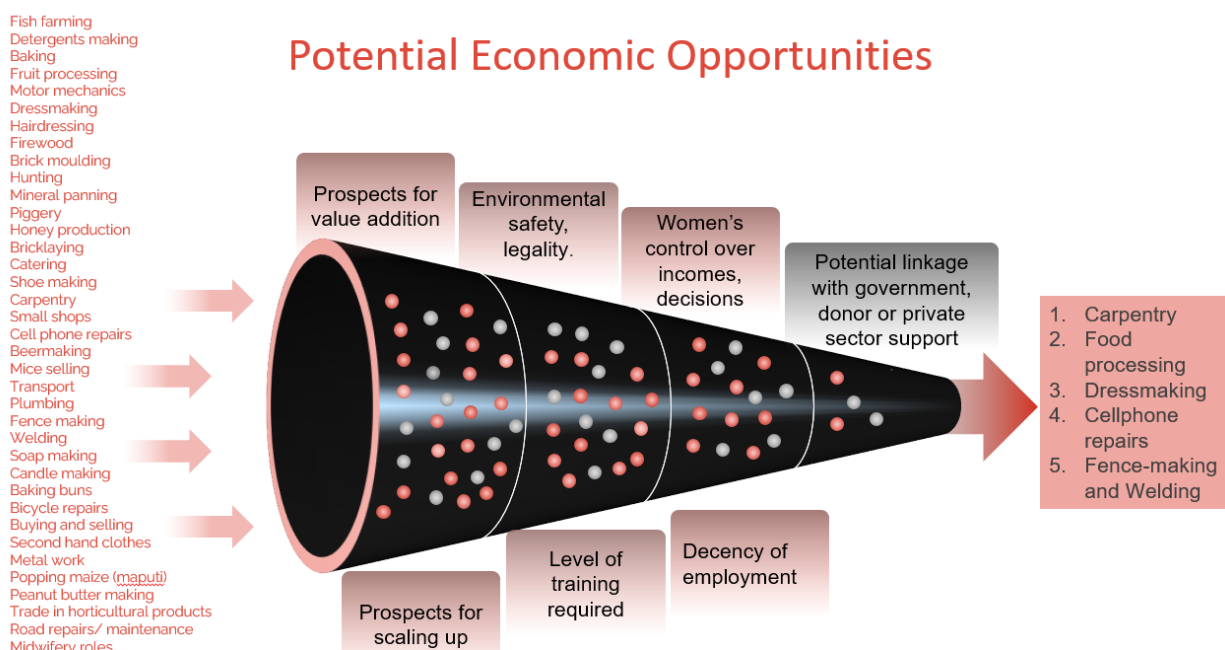 Potential Economic Opportunities
Fish farming
Detergents making
Baking
Fruit processing
Motor mechanics
Dressmaking
Hairdressing
Firewood
Brick moulding
Hunting
Mineral panning
Piggery
Honey production
Bricklaying
Catering
Shoe making
Carpentry
Small shops
Cell phone repairs
Beermaking
Mice selling
Transport
Plumbing
Fence making
Welding
Soap making
Candle making
Baking buns
Bicycle repairs
Buying and selling
Second hand clothes
Metal work
Popping maize (maputi)
Peanut butter making
Trade in horticultural products
Road repairs/ maintenance
Midwifery roles
Prospects for
value addition
Environmental
safety,
legality.
Women's
control over
incomes,
decisions
Potential linkage
with government,
donor or private
sector support
Prospects for
scaling up
Level of
training
required
Decency of
employment
1. Carpentry
2. Food
processing
3. Dressmaking
4. Cellphone
repairs
5. Fence-making
and Welding